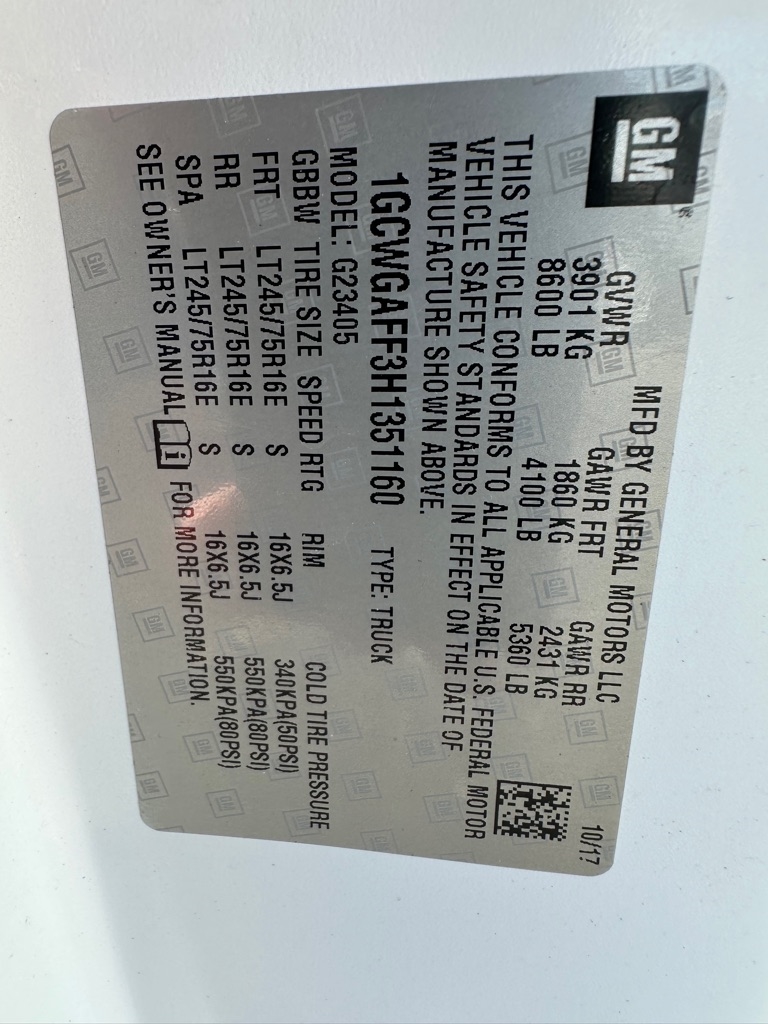 GM
MFD BY GENERAL MOTORS LLC 10/17
GVWR GAWR FRT GAWR RR
3901 KG 1860 KG 2431 KG
8600 LB 4100 LB 5360 LB
THIS VEHICLE CONFORMS TO ALL APPLICABLE U.S. FEDERAL MOTOR
VEHICLE SAFETY STANDARDS IN EFFECT ON THE DATE OF
MANUFACTURE SHOWN ABOVE.
1GCWGAFF3H1351160 TYPE: TRUCK
MODEL: G23405
GBBW TIRE SIZE SPEED RTG RIM COLD TIRE PRESSURE
FRT LT245/75R16E S 16X6.5J 340KPA(50PSI)
RR LT245/75R16E S 16X6.5J 550KPA(80PSI)
SPA LT245/75R16E S 16X6.5J 550KPA(80PSI)
SEE OWNER'S MANUAL i FOR MORE INFORMATION.